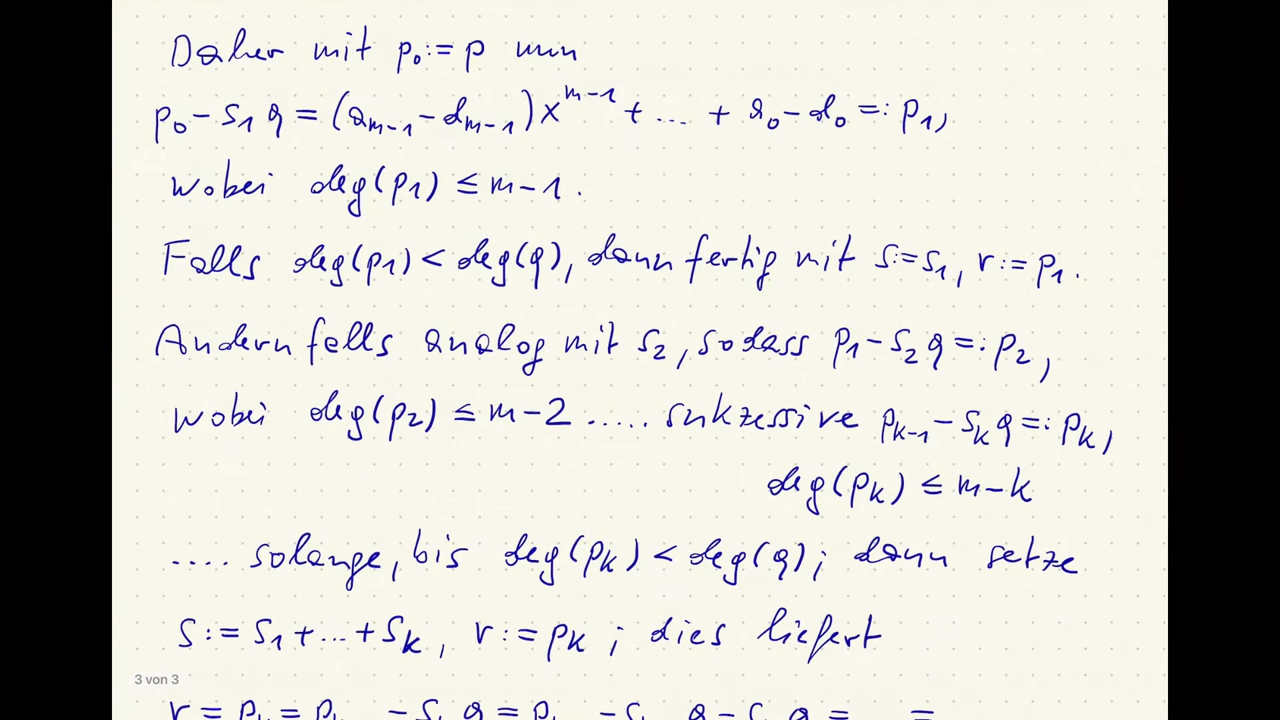 Daher mit p₀ := p nun
p₀ - s₁ q = (a_{m-1} - d_{m-1}) x^{m-1} + ... + a₀ - d₀ =: p₁,
wobei deg(p₁) ≤ m-1.
Falls deg(p₁) < deg(q), dann fertig mit s := s₁, r := p₁.
Andernfalls analog mit s₂, sodass p₁ - s₂ q =: p₂,
wobei deg(p₂) ≤ m-2 ..... sukzessive p_{k-1} - s_k q =: p_k,
deg(p_k) ≤ m-k
.... solange, bis deg(p_k) < deg(q); dann setze
s := s₁ + ... + s_k, r := p_k ; dies liefert
3 von 3